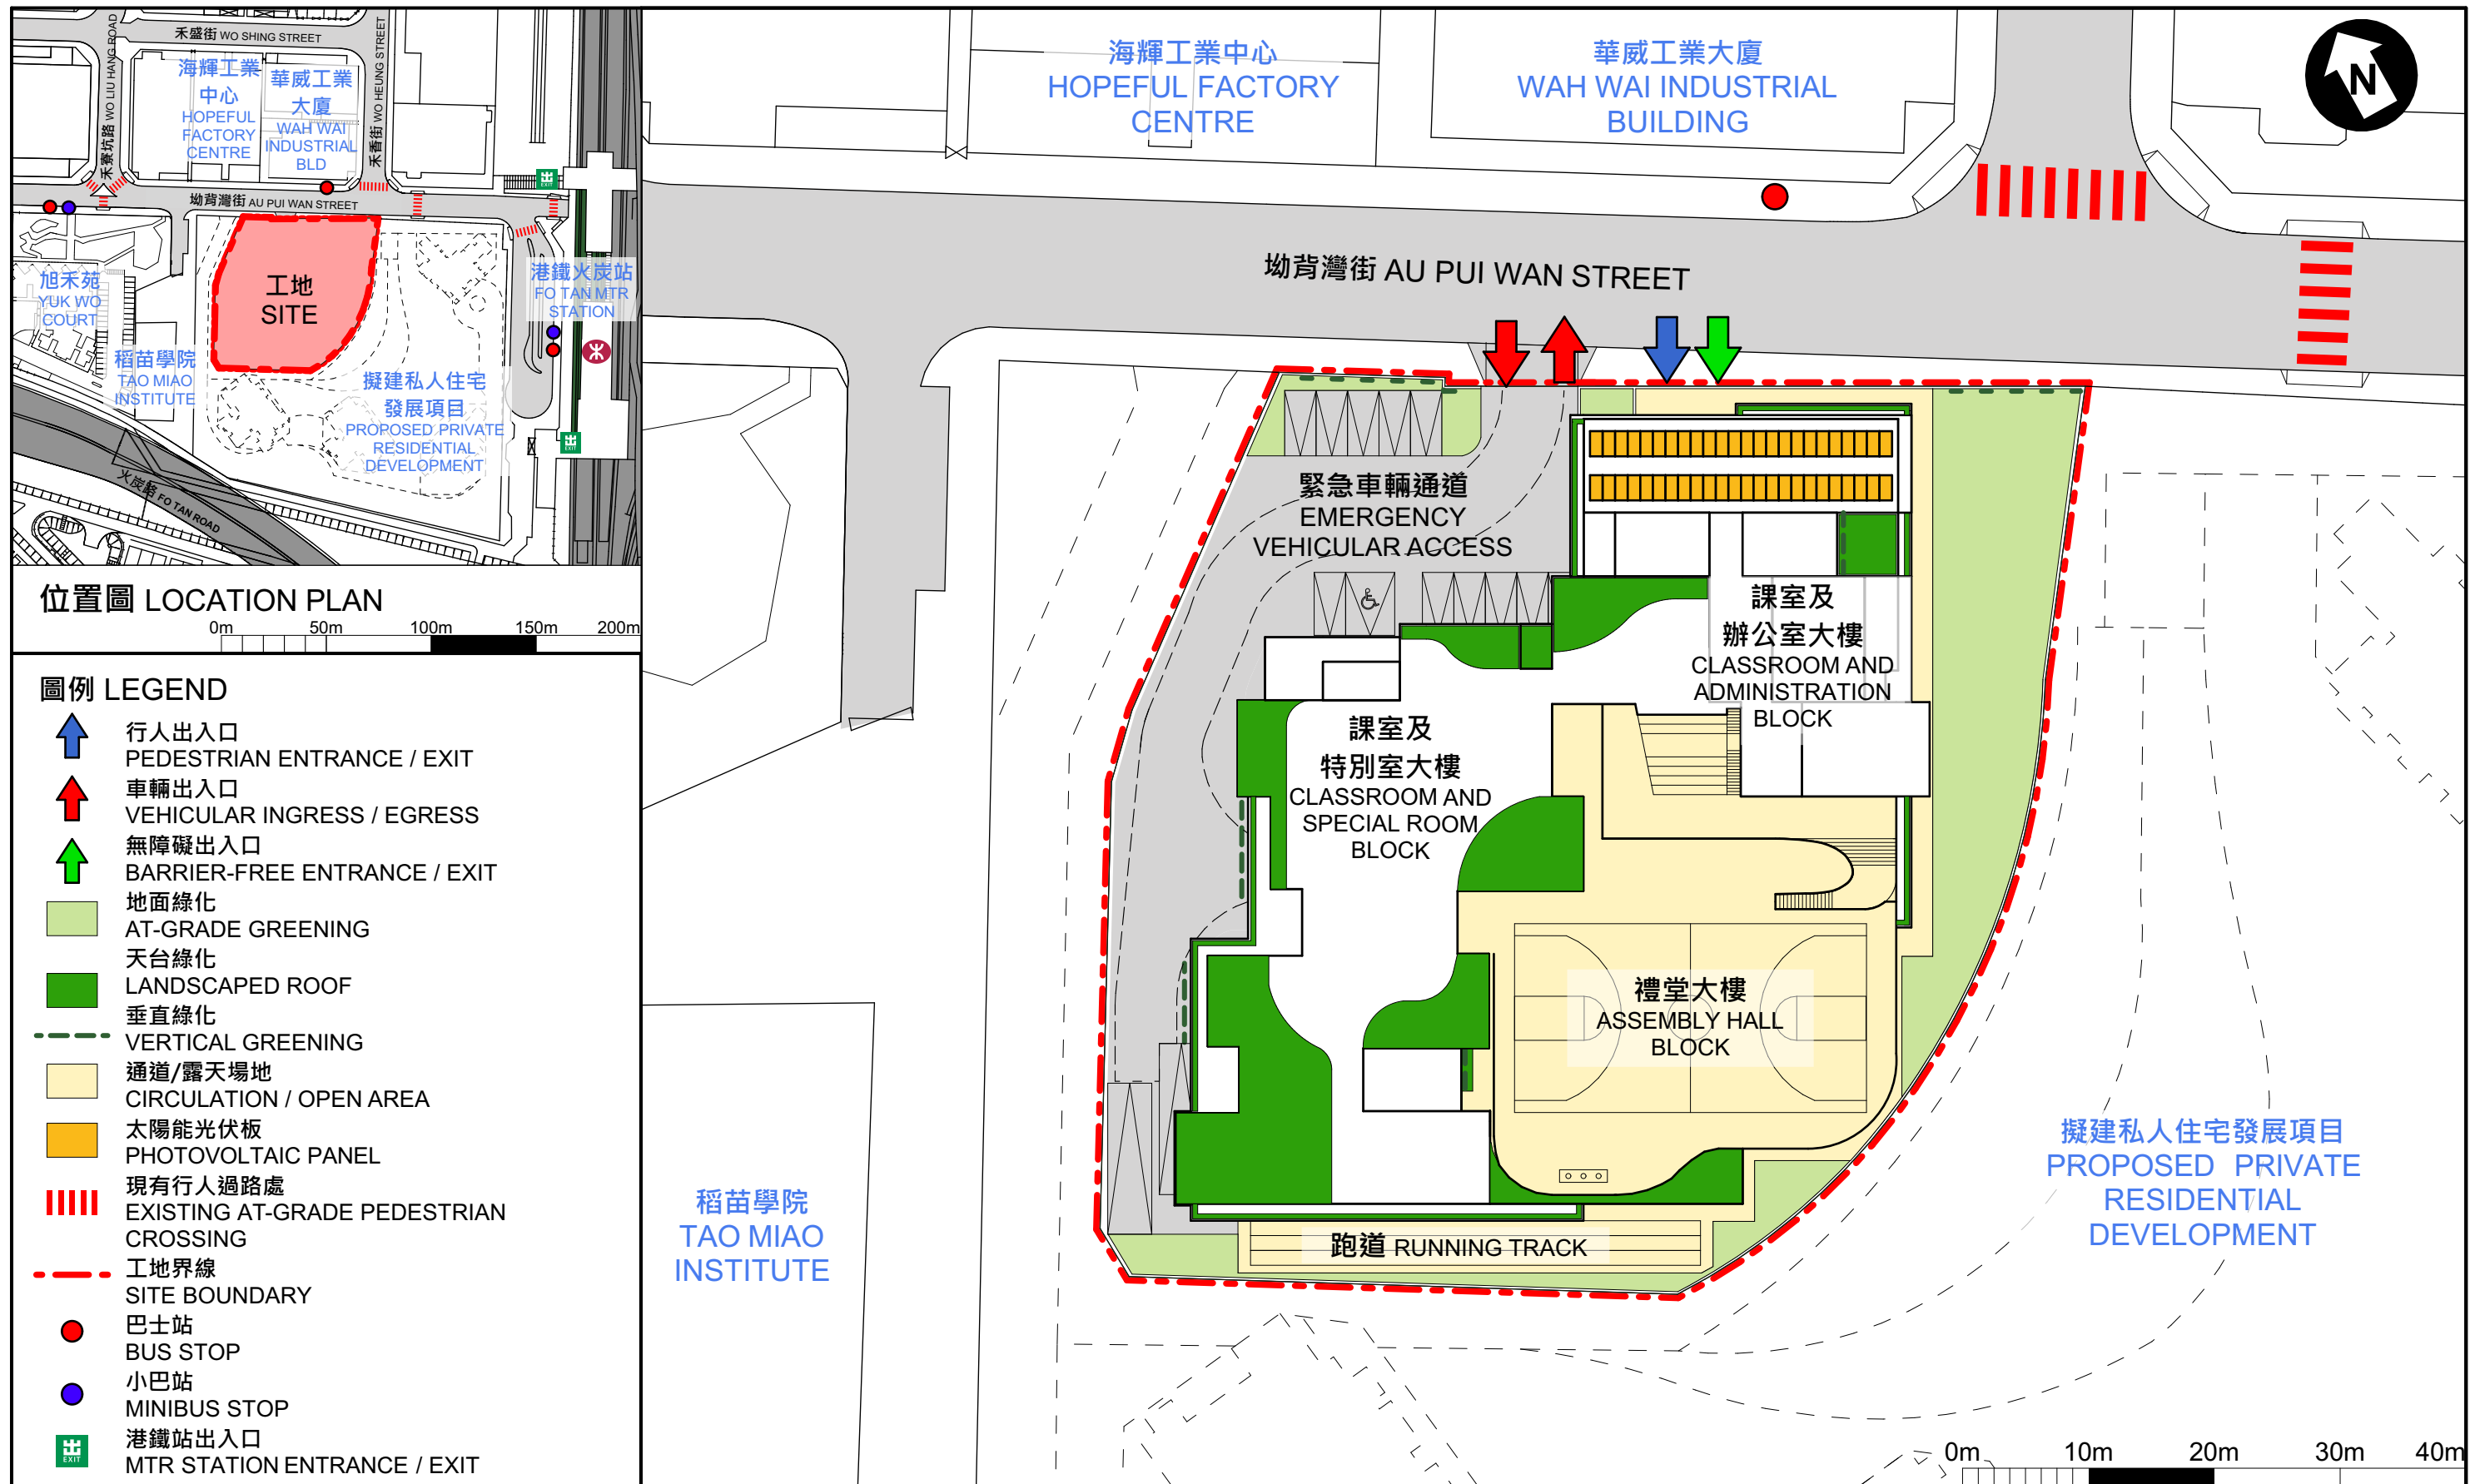 禾盛街 WO SHING STREET
禾寮坑路 WO LIU HANG ROAD
海輝工業
中心
HOPEFUL
FACTORY
CENTRE
華威工業
大廈
WAH WAI
INDUSTRIAL
BLD
禾香街 WO HEUNG STREET
坳背灣街 AU PUI WAN STREET
出
EXIT
旭禾苑
YUK WO
COURT
工地
SITE
港鐵火炭站
FO TAN MTR
STATION
稻苗學院
TAO MIAO
INSTITUTE
擬建私人住宅
發展項目
PROPOSED PRIVATE
RESIDENTIAL
DEVELOPMENT
出
EXIT
火炭路 FO TAN ROAD
位置圖 LOCATION PLAN
0m 50m 100m 150m 200m
圖例 LEGEND
行人出入口
PEDESTRIAN ENTRANCE / EXIT
車輛出入口
VEHICULAR INGRESS / EGRESS
無障礙出入口
BARRIER-FREE ENTRANCE / EXIT
地面綠化
AT-GRADE GREENING
天台綠化
LANDSCAPED ROOF
垂直綠化
VERTICAL GREENING
通道/露天場地
CIRCULATION / OPEN AREA
太陽能光伏板
PHOTOVOLTAIC PANEL
現有行人過路處
EXISTING AT-GRADE PEDESTRIAN
CROSSING
工地界線
SITE BOUNDARY
巴士站
BUS STOP
小巴站
MINIBUS STOP
出
EXIT
港鐵站出入口
MTR STATION ENTRANCE / EXIT
海輝工業中心
HOPEFUL FACTORY
CENTRE
華威工業大廈
WAH WAI INDUSTRIAL
BUILDING
N
坳背灣街 AU PUI WAN STREET
緊急車輛通道
EMERGENCY
VEHICULAR ACCESS
課室及
辦公室大樓
CLASSROOM AND
ADMINISTRATION
BLOCK
課室及
特別室大樓
CLASSROOM AND
SPECIAL ROOM
BLOCK
禮堂大樓
ASSEMBLY HALL
BLOCK
跑道 RUNNING TRACK
稻苗學院
TAO MIAO
INSTITUTE
擬建私人住宅發展項目
PROPOSED PRIVATE
RESIDENTIAL
DEVELOPMENT
0m 10m 20m 30m 40m